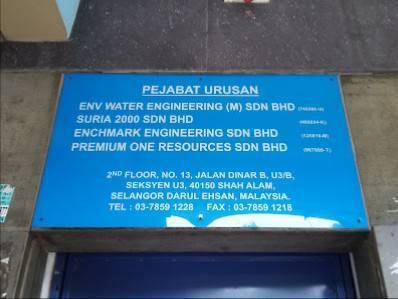 PEJABAT URUSAN
ENV WATER ENGINEERING (M) SDN BHD
SURIA 2000 SDN BHD
ENCHMARK ENGINEERING SDN BHD
PREMIUM ONE RESOURCES SDN BHD
2ND FLOOR, NO. 13, JALAN DINAR B, U3/B,
SEKSYEN U3, 40150 SHAH ALAM,
SELANGOR DARUL EHSAN, MALAYSIA.
TEL : 03-7859 1228 FAX : 03-7859 1218